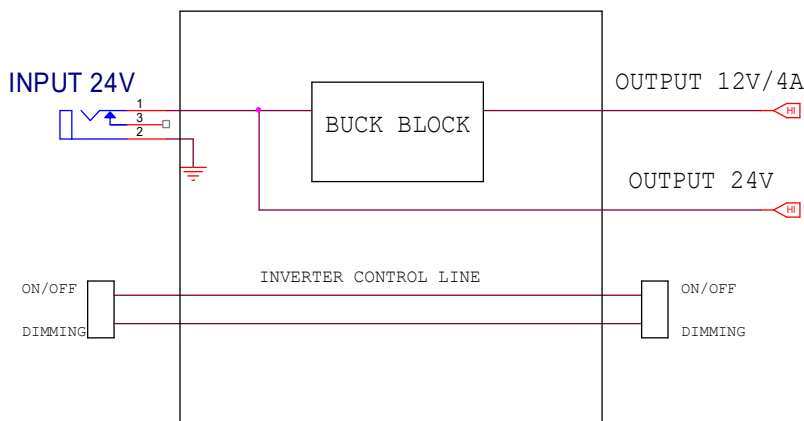 INPUT 24V
1
3
2
BUCK BLOCK
OUTPUT 12V/4A
HI
OUTPUT 24V
HI
INVERTER CONTROL LINE
ON/OFF
DIMMING
ON/OFF
DIMMING